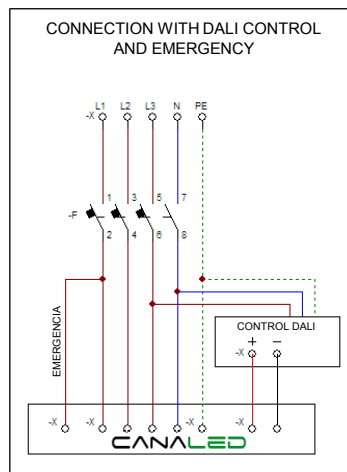 CONNECTION WITH DALI CONTROL
AND EMERGENCY
L1 L2 L3 N PE
-X
1 3 5 7
-F
2 4 6 8
EMERGENCIA
CONTROL DALI
+ −
-X
-X -X -X -X
CANALED